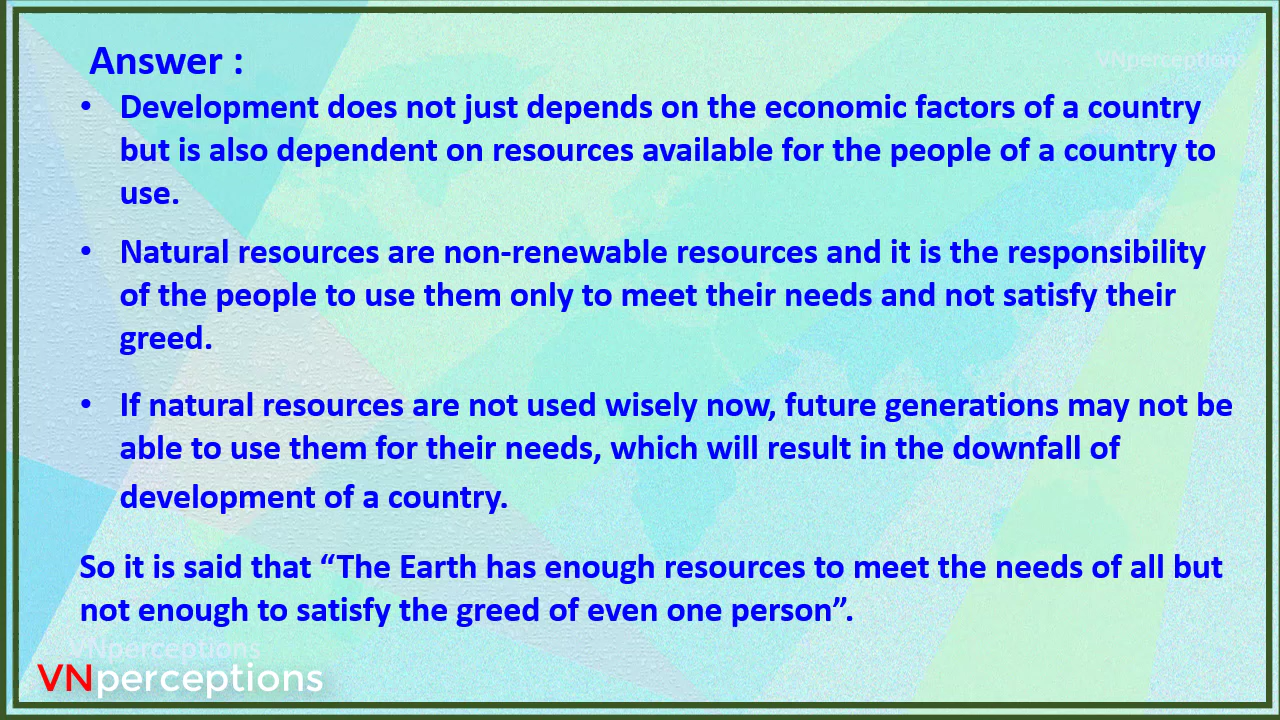 Answer :
VNperception
• Development does not just depends on the economic factors of a country
but is also dependent on resources available for the people of a country to
use.
• Natural resources are non-renewable resources and it is the responsibility
of the people to use them only to meet their needs and not satisfy their
greed.
• If natural resources are not used wisely now, future generations may not be
able to use them for their needs, which will result in the downfall of
development of a country.
So it is said that “The Earth has enough resources to meet the needs of all but
not enough to satisfy the greed of even one person”.
VNperceptions
VNperceptions